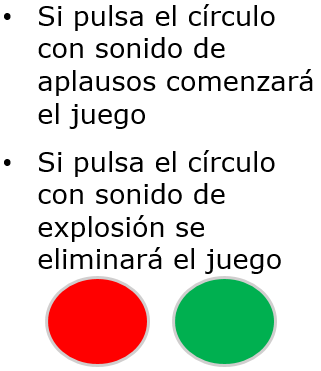 • Si pulsa el círculo
con sonido de
aplausos comenzará
el juego
• Si pulsa el círculo
con sonido de
explosión se
eliminará el juego